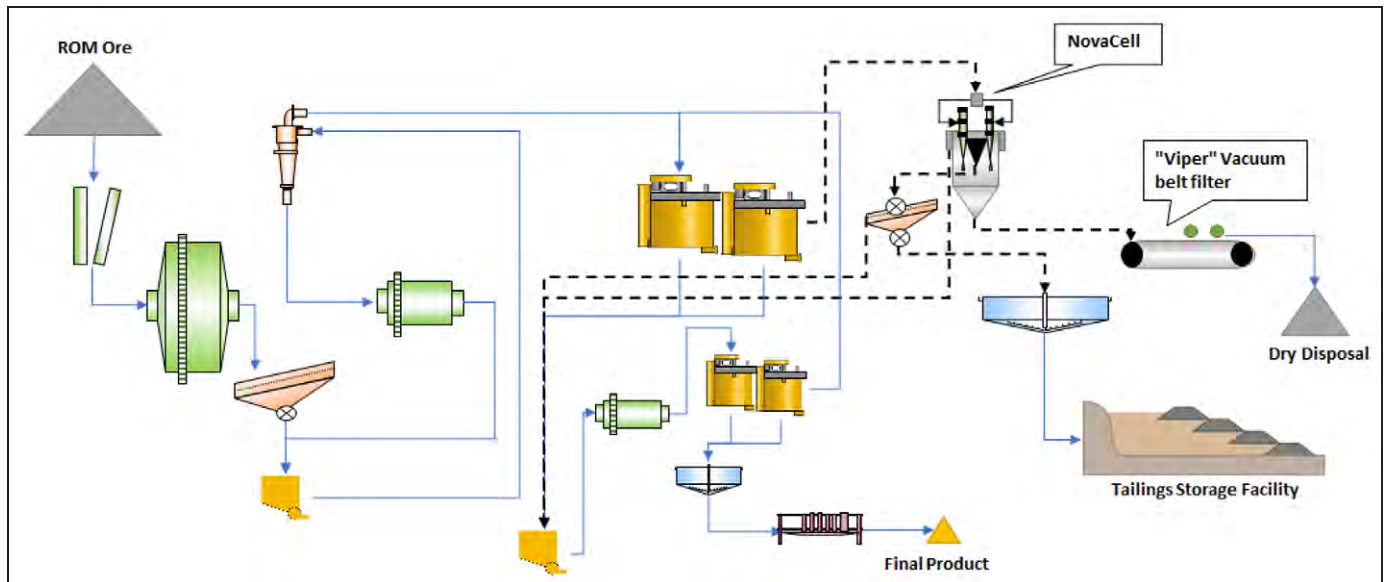 ROM Ore
NovaCell
"Viper" Vacuum
belt filter
Dry Disposal
Tailings Storage Facility
Final Product